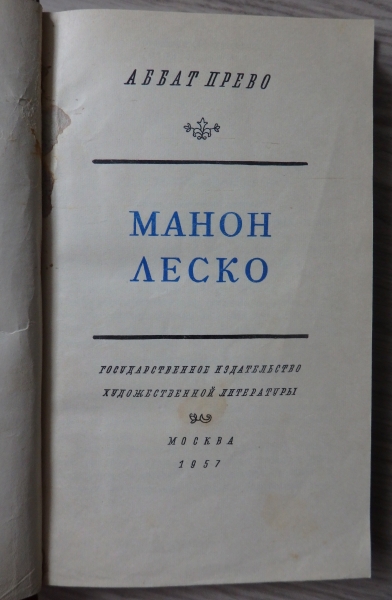 АББАТ ПРЕВО
МАНОН
ЛЕСКО
ГОСУДАРСТВЕННОЕ ИЗДАТЕЛЬСТВО
ХУДОЖЕСТВЕННОЙ ЛИТЕРАТУРЫ
МОСКВА
1957